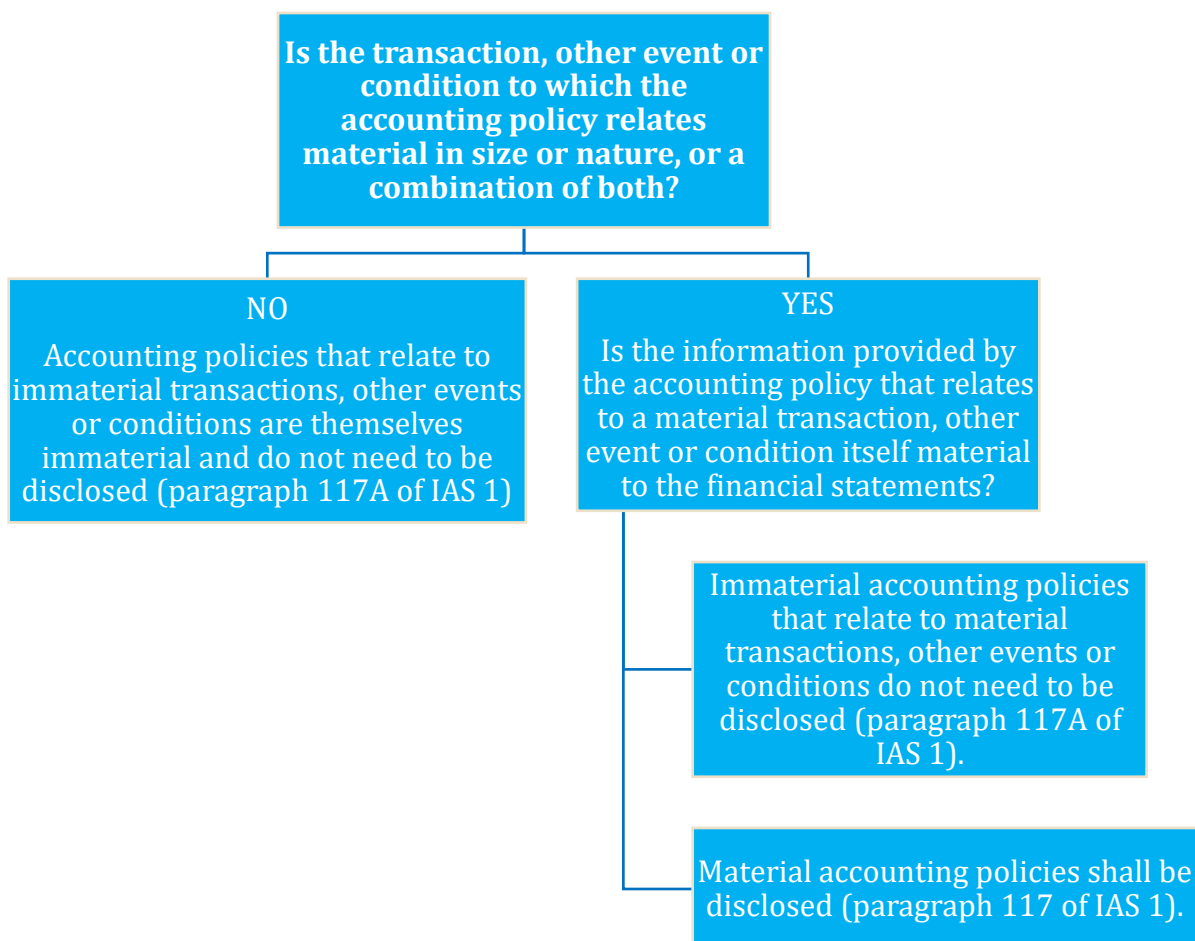 Is the transaction, other event or
condition to which the
accounting policy relates
material in size or nature, or a
combination of both?
NO
Accounting policies that relate to
immaterial transactions, other events
or conditions are themselves
immaterial and do not need to be
disclosed (paragraph 117A of IAS 1)
YES
Is the information provided by
the accounting policy that relates
to a material transaction, other
event or condition itself material
to the financial statements?
Immaterial accounting policies
that relate to material
transactions, other events or
conditions do not need to be
disclosed (paragraph 117A of
IAS 1).
Material accounting policies shall be
disclosed (paragraph 117 of IAS 1).